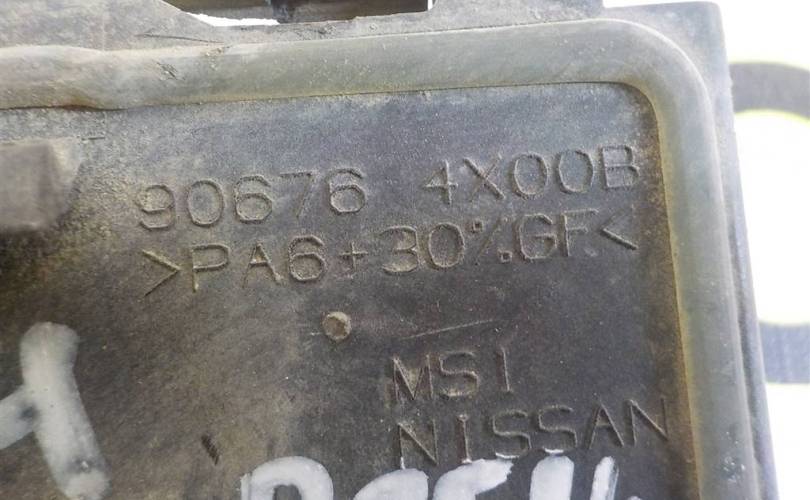 90676 4X00B
>PA6+30%GF<
MS1
NISSAN